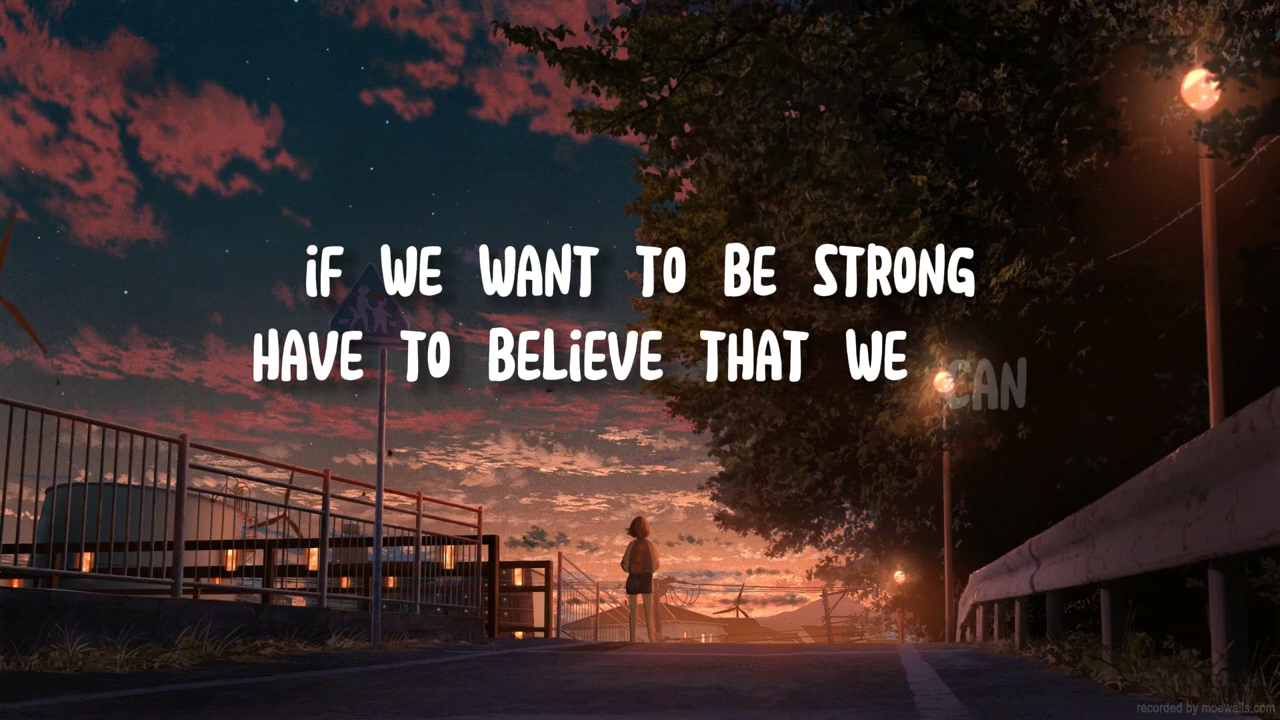 iF WE WANT TO BE STRONG
HAVE TO BELiEVE THAT WE CAN
recorded by moewalls.com